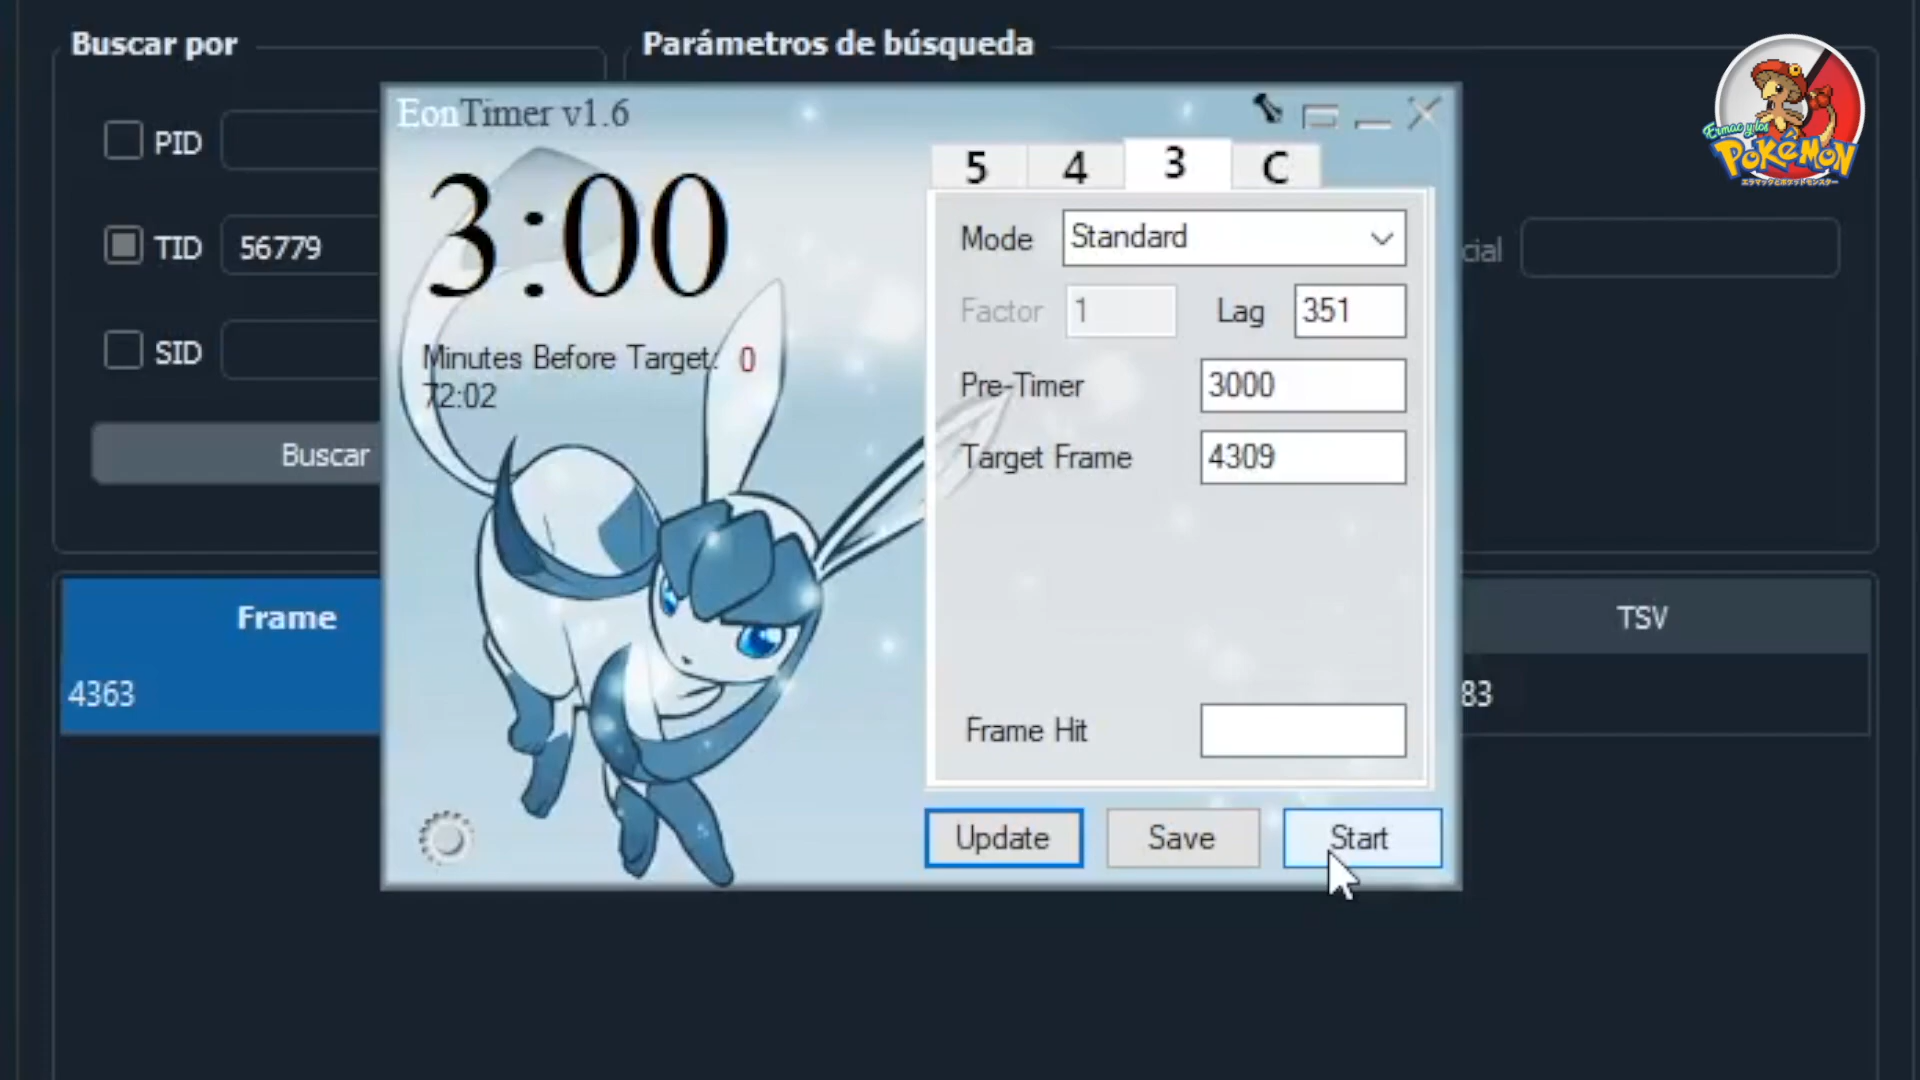 Buscar por
Parámetros de búsqueda
PID
TID 56779
SID
Buscar
cial
Frame
4363
TSV
83
EonTimer v1.6
3:00
Minutes Before Target: 0
72:02
5 4 3 C
Mode Standard
Factor 1 Lag 351
Pre-Timer 3000
Target Frame 4309
Frame Hit
Update Save Start
Ermac y los
POKéMON